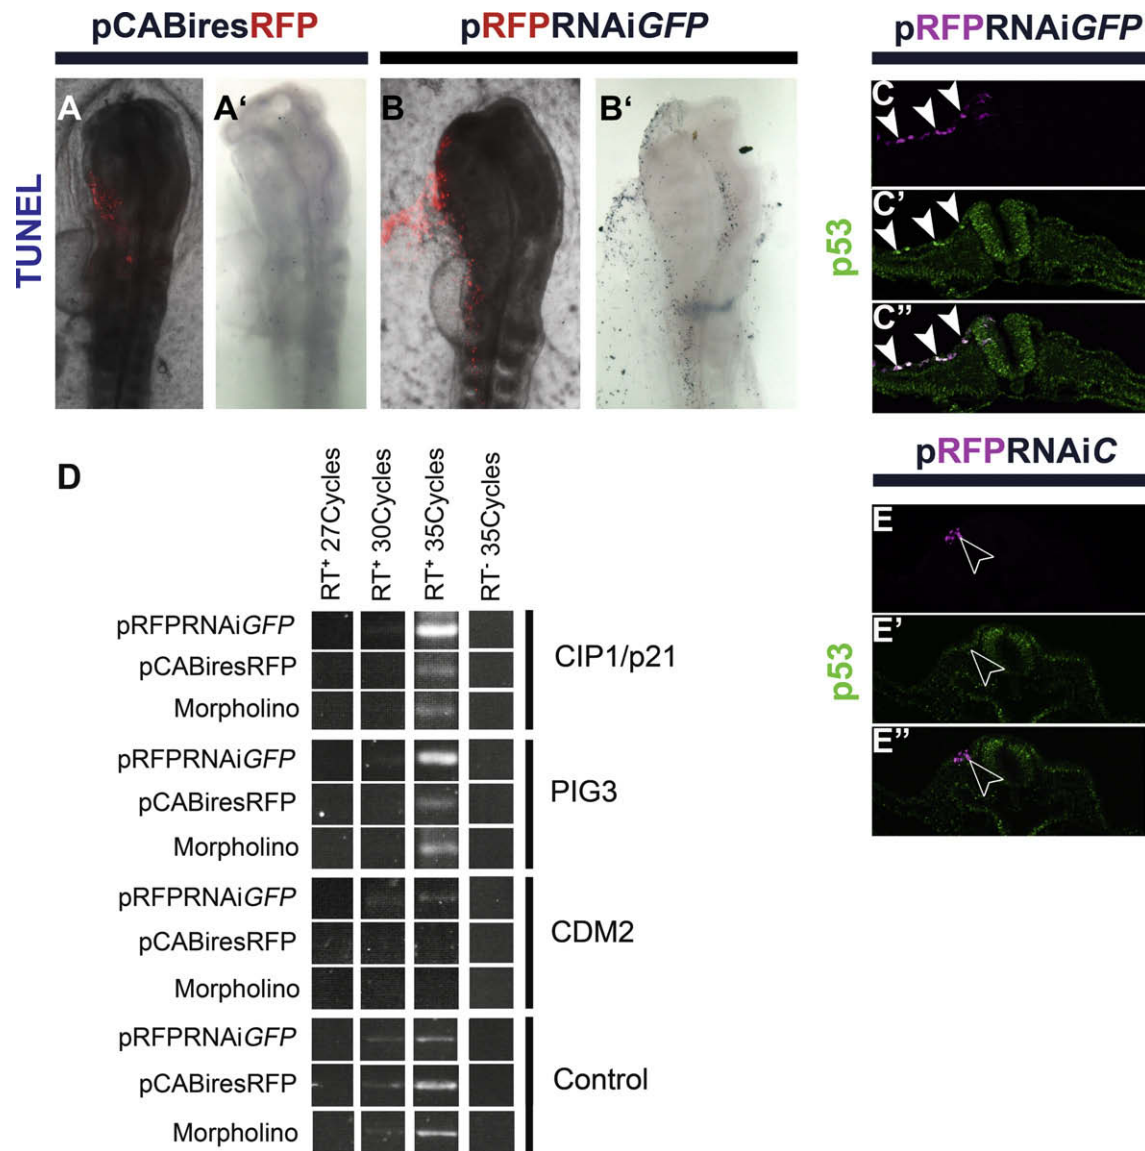 pCABiresRFP
pRFPRNAiGFP
pRFPRNAiGFP
A
A'
B
B'
C
C'
C"
TUNEL
p53
pRFPRNAiC
E
E'
E"
p53
D
RT+ 27Cycles
RT+ 30Cycles
RT+ 35Cycles
RT- 35Cycles
pRFPRNAiGFP
pCABiresRFP
Morpholino
CIP1/p21
pRFPRNAiGFP
pCABiresRFP
Morpholino
PIG3
pRFPRNAiGFP
pCABiresRFP
Morpholino
CDM2
pRFPRNAiGFP
pCABiresRFP
Morpholino
Control